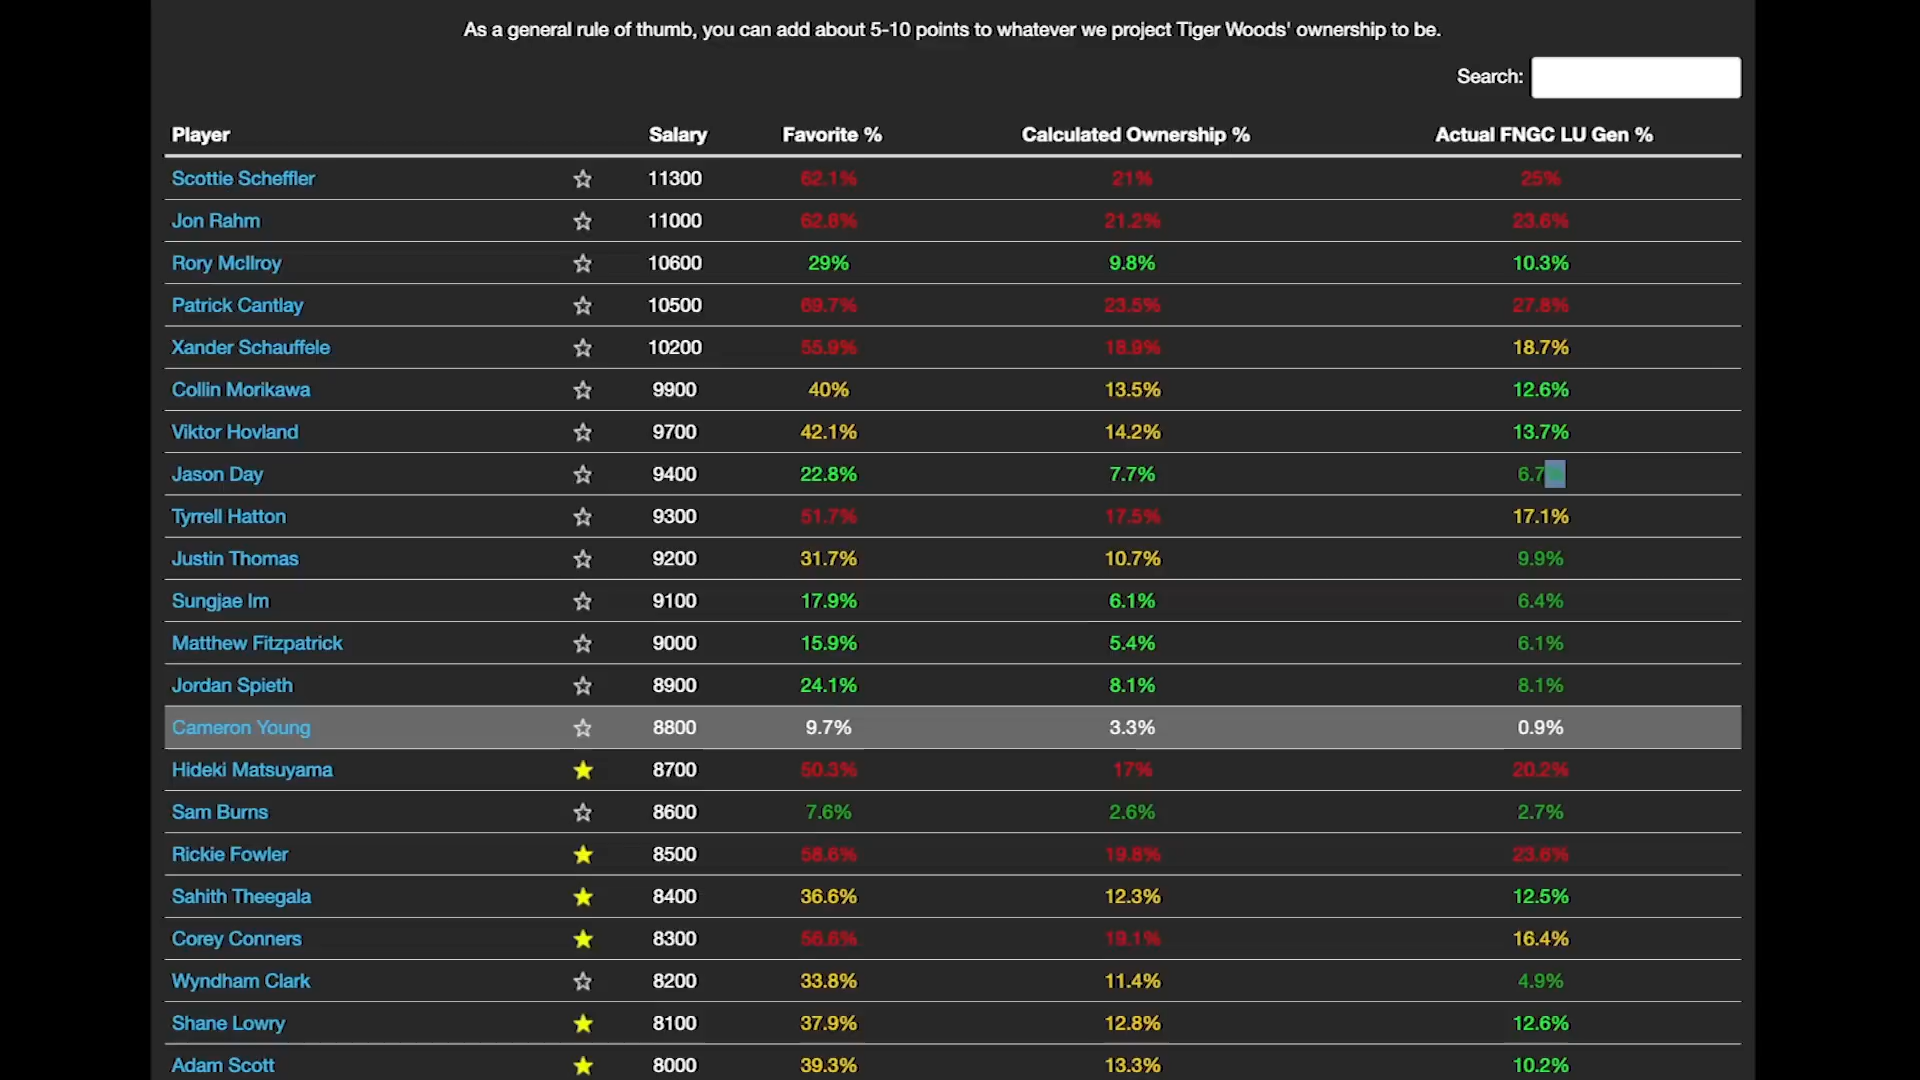 As a general rule of thumb, you can add about 5-10 points to whatever we project Tiger Woods' ownership to be.
Search:
Player Salary Favorite % Calculated Ownership % Actual FNGC LU Gen %
Scottie Scheffler 11300 62.1% 21% 25%
Jon Rahm 11000 62.8% 21.2% 23.6%
Rory McIlroy 10600 29% 9.8% 10.3%
Patrick Cantlay 10500 69.7% 23.5% 27.8%
Xander Schauffele 10200 55.9% 18.9% 18.7%
Collin Morikawa 9900 40% 13.5% 12.6%
Viktor Hovland 9700 42.1% 14.2% 13.7%
Jason Day 9400 22.8% 7.7% 6.7
Tyrrell Hatton 9300 51.7% 17.5% 17.1%
Justin Thomas 9200 31.7% 10.7% 9.9%
Sungjae Im 9100 17.9% 6.1% 6.4%
Matthew Fitzpatrick 9000 15.9% 5.4% 6.1%
Jordan Spieth 8900 24.1% 8.1% 8.1%
Cameron Young 8800 9.7% 3.3% 0.9%
Hideki Matsuyama 8700 50.3% 17% 20.2%
Sam Burns 8600 7.6% 2.6% 2.7%
Rickie Fowler 8500 58.6% 19.8% 23.6%
Sahith Theegala 8400 36.6% 12.3% 12.5%
Corey Conners 8300 56.6% 19.1% 16.4%
Wyndham Clark 8200 33.8% 11.4% 4.9%
Shane Lowry 8100 37.9% 12.8% 12.6%
Adam Scott 8000 39.3% 13.3% 10.2%